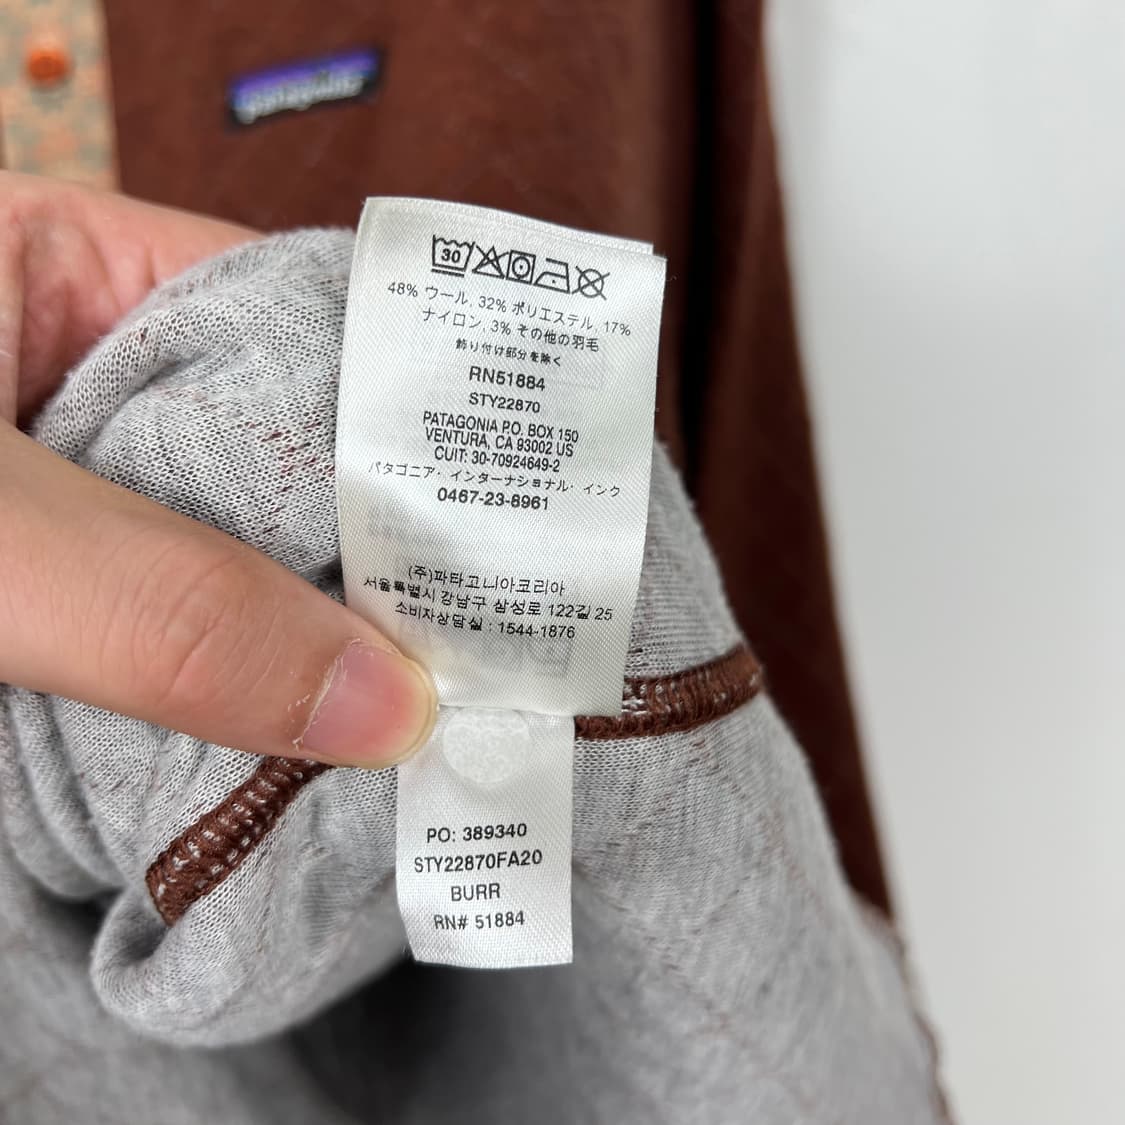 patagonia
30
48% ウール, 32% ポリエステル, 17%
ナイロン, 3% その他の羽毛
飾り付け部分を除く
RN51884
STY22870
PATAGONIA P.O. BOX 150
VENTURA, CA 93002 US
CUIT: 30-70924649-2
パタゴニア・インターナショナル・インク
0467-23-8961
(주)파타고니아코리아
서울특별시 강남구 삼성로 122길 25
소비자상담실 : 1544-1876
PO: 389340
STY22870FA20
BURR
RN# 51884